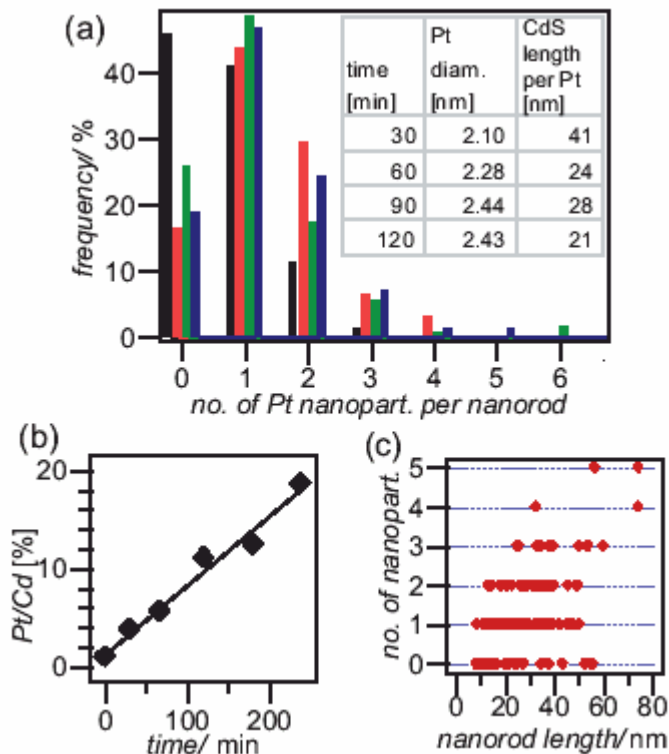 (a)
frequency/ %
40
30
20
10
0
time [min]
Pt diam. [nm]
CdS length per Pt [nm]
30 2.10 41
60 2.28 24
90 2.44 28
120 2.43 21
0 1 2 3 4 5 6
no. of Pt nanopart. per nanorod
(b)
Pt/Cd [%]
20
10
0
0 100 200
time/ min
(c)
no. of nanopart.
5
4
3
2
1
0
0 20 40 60 80
nanorod length/ nm